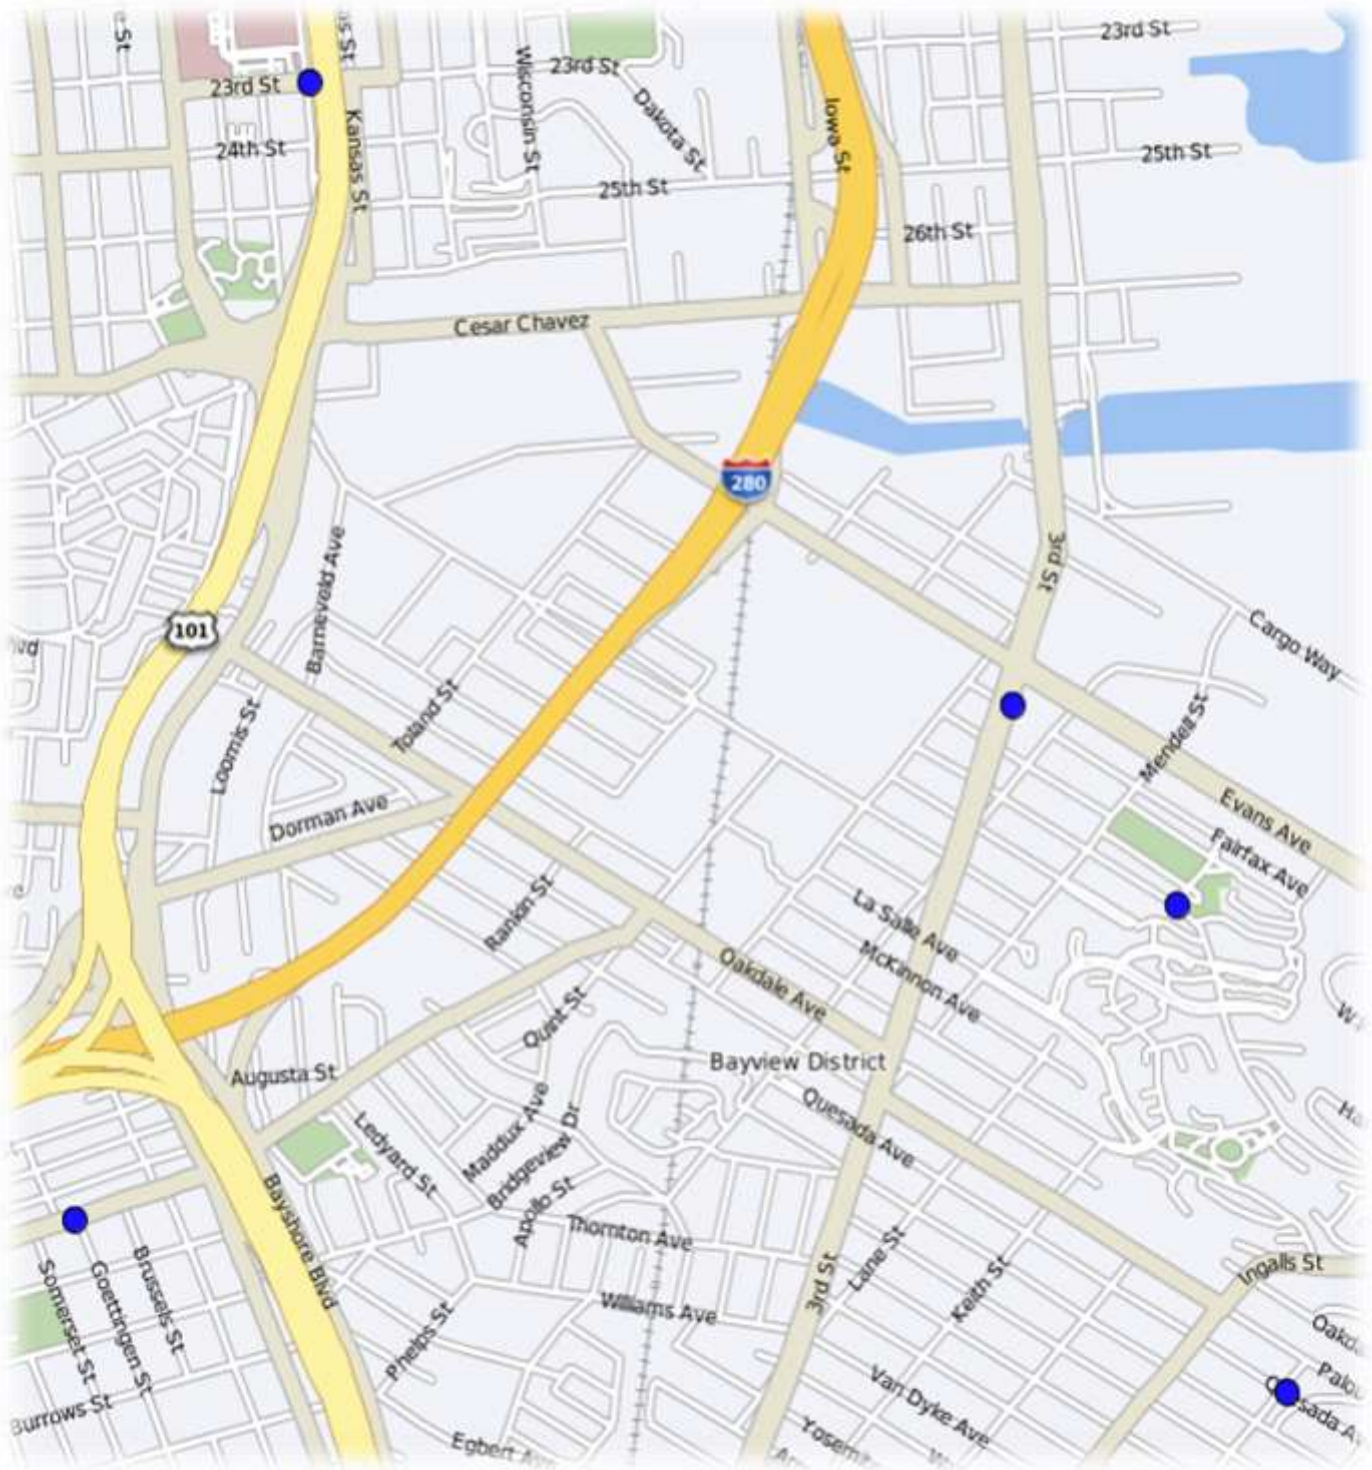 23rd St
23rd St
23rd St
Wisconsin St
Dakota St
Iowa St
Kansas St
24th St
25th St
25th St
26th St
Cesar Chavez
280
3rd St
Barneveld Ave
101
Cargo Way
Toland St
Loomis St
Mendell St
Dorman Ave
Evans Ave
Fairfax Ave
Rankin St
La Salle Ave
McKinnon Ave
Oakdale Ave
Quint St
Bayview District
Augusta St
Quesada Ave
Maddux Ave
Bridgeview Dr
Ledyard St
Apollo St
Thornton Ave
Bayshore Blvd
Lane St
3rd St
Keith St
Ingalls St
Brussels St
Goettingen St
Somerset St
Williams Ave
Phelps St
Van Dyke Ave
Burrows St
Egbert Ave